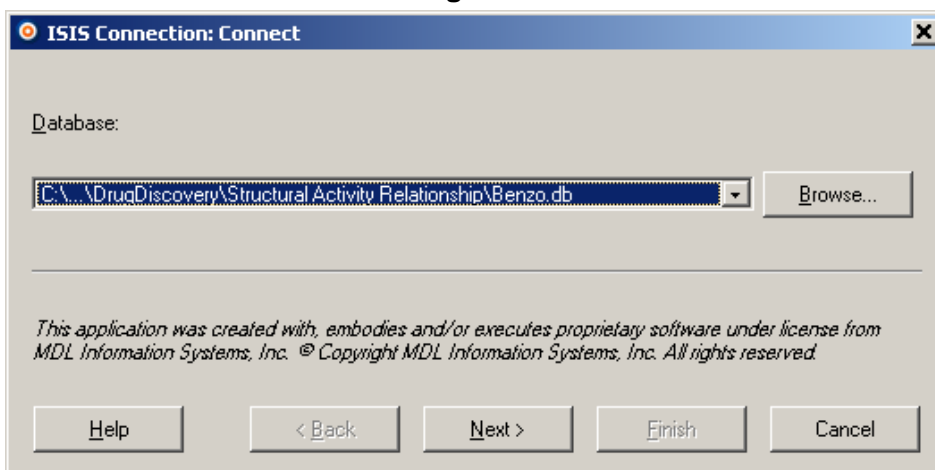 ISIS Connection: Connect
Database:
C:\...\DrugDiscovery\Structural Activity Relationship\Benzo.db
Browse...
This application was created with, embodies and/or executes proprietary software under license from
MDL Information Systems, Inc. © Copyright MDL Information Systems, Inc. All rights reserved.
Help < Back Next > Finish Cancel